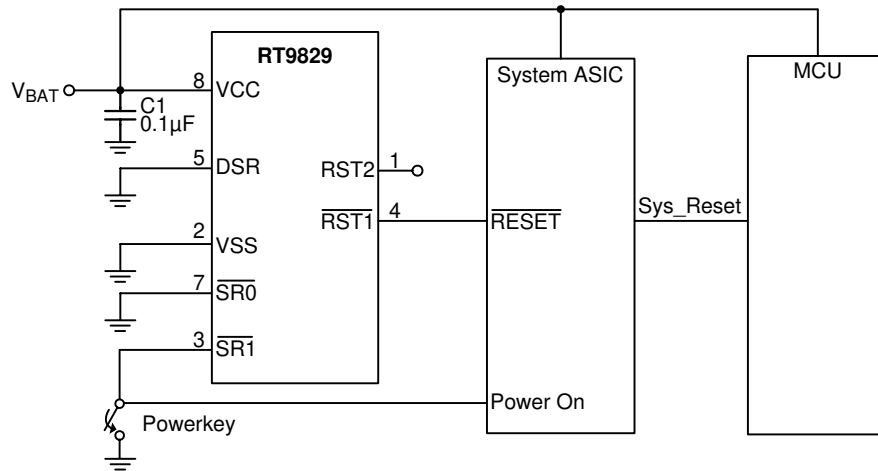 RT9829
System ASIC
MCU
VBAT
8
VCC
C1
0.1µF
5
DSR
RST2
1
RST1
4
RESET
Sys_Reset
2
VSS
7
SR0
3
SR1
Power On
Powerkey